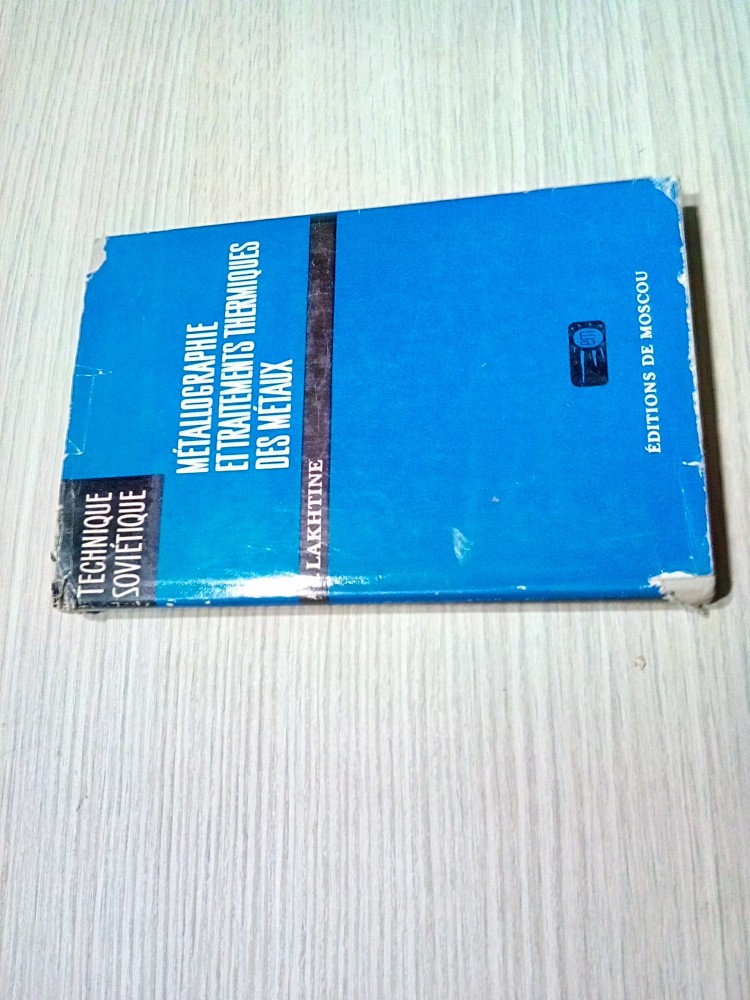 TECHNIQUE
SOVIÉTIQUE
MÉTALLOGRAPHIE
ET TRAITEMENTS THERMIQUES
DES MÉTAUX
LAKHTINE
ÉDITIONS DE MOSCOU